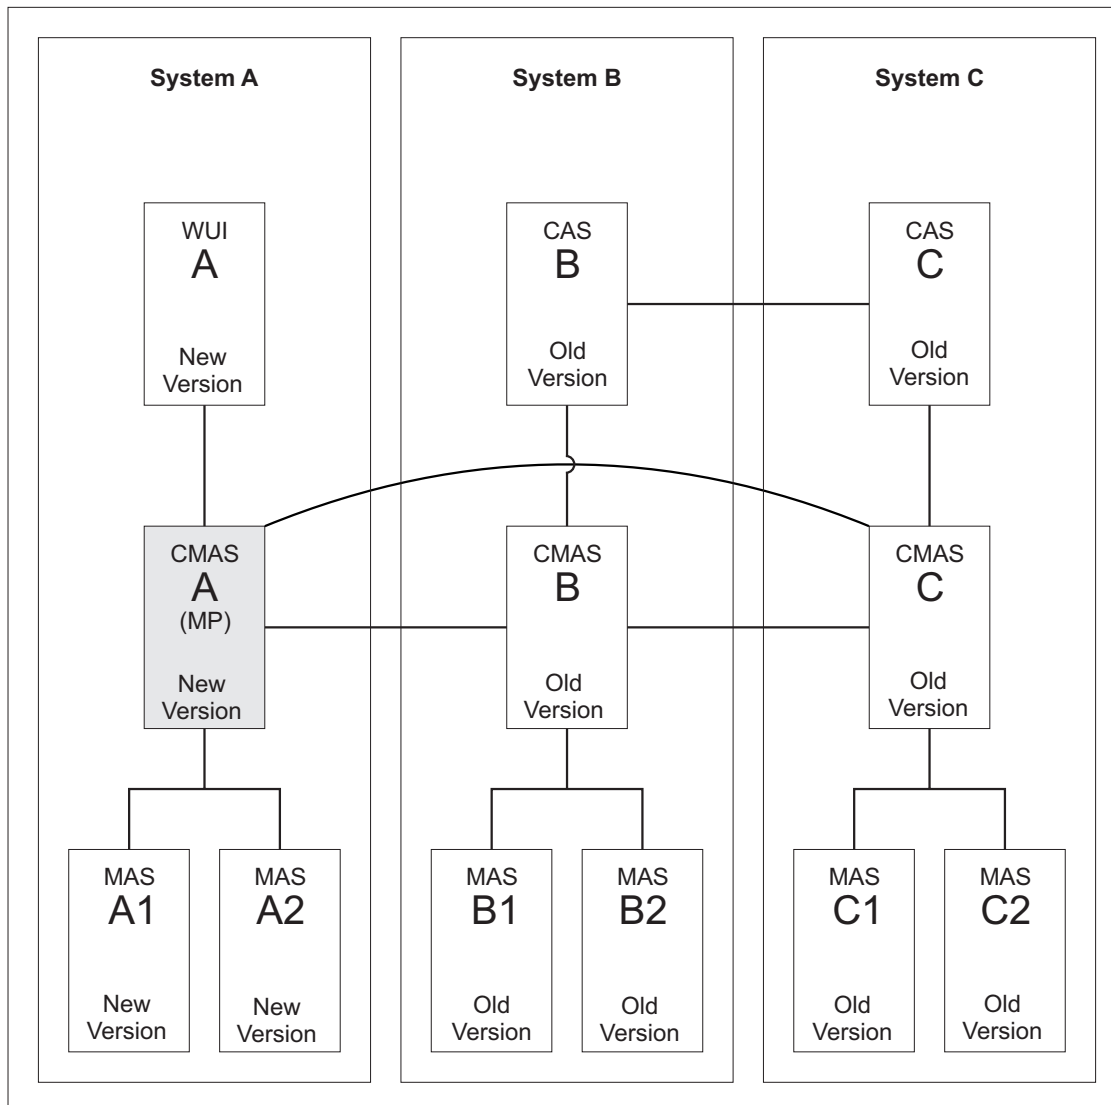 System A
System B
System C
WUI
A
New
Version
CAS
B
Old
Version
CAS
C
Old
Version
CMAS
A
(MP)
New
Version
CMAS
B
Old
Version
CMAS
C
Old
Version
MAS
A1
New
Version
MAS
A2
New
Version
MAS
B1
Old
Version
MAS
B2
Old
Version
MAS
C1
Old
Version
MAS
C2
Old
Version